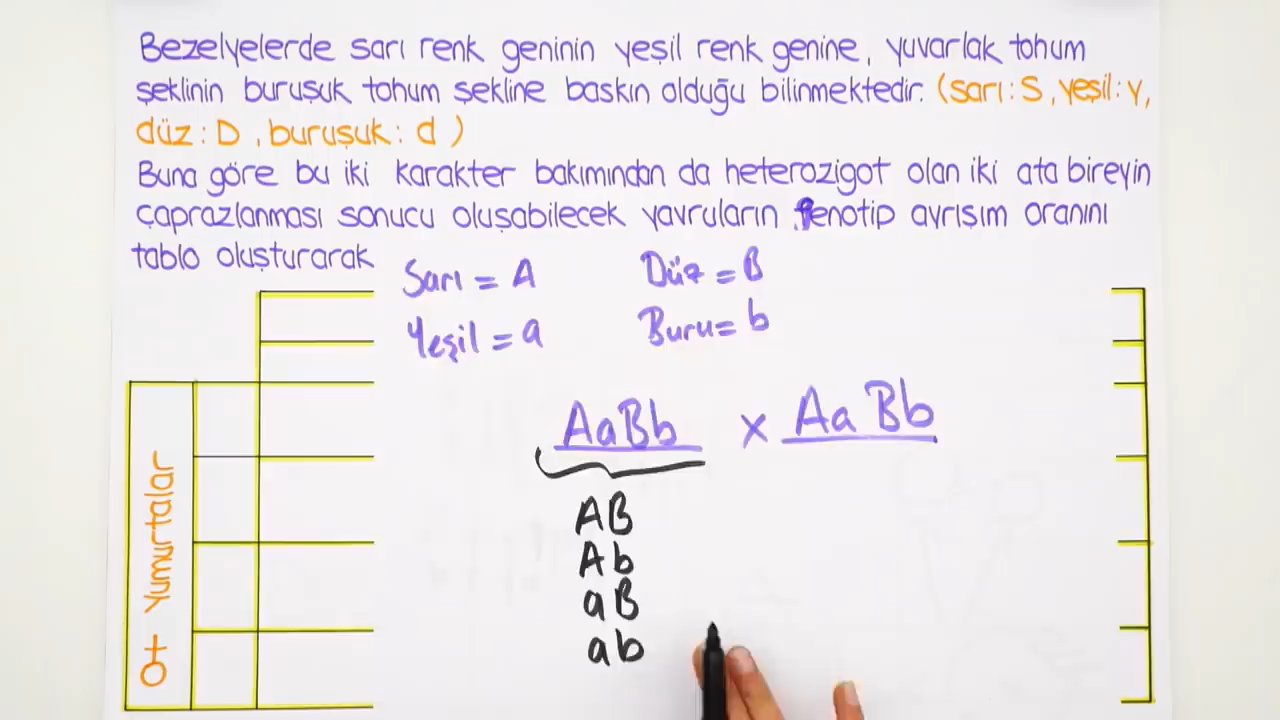 Bezelyelerde sarı renk geninin yeşil renk genine, yuvarlak tohum
şeklinin buruşuk tohum şekline baskın olduğu bilinmektedir. (sarı: S, yeşil: y,
düz: D, buruşuk: d)
Buna göre bu iki karakter bakımından da heterozigot olan iki ata bireyin
çaprazlanması sonucu oluşabilecek yavruların fenotip ayrışım oranını
tablo oluşturarak
Sarı = A Düz = B
Yeşil = a Buru = b
AaBb x AaBb
AB
Ab
aB
ab
Yumurtalar